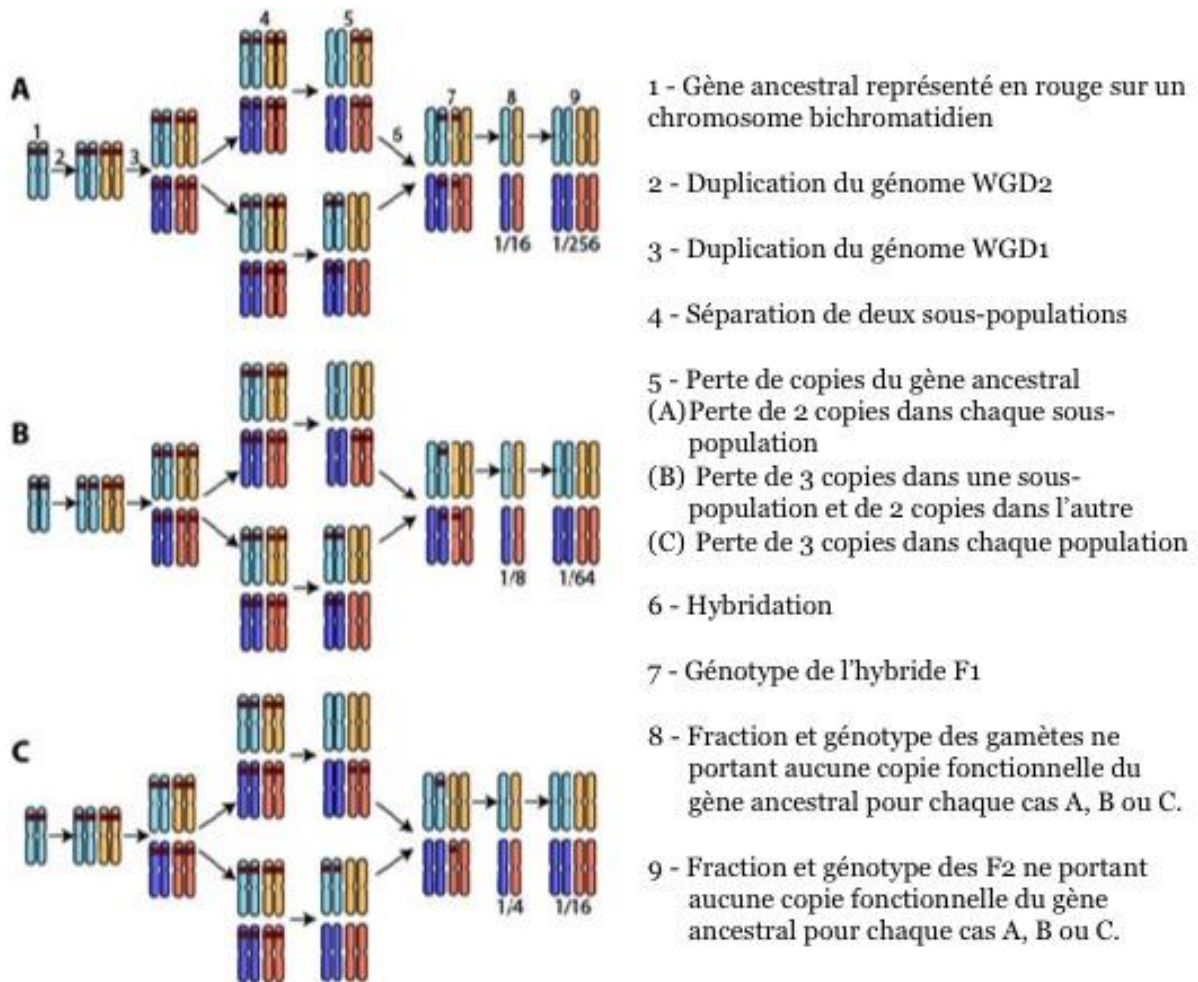 4
5
A
1
2
3
6
7
8
9
1/16
1/256
B
1/8
1/64
C
1/4
1/16
1 - Gène ancestral représenté en rouge sur un
chromosome bichromatidien
2 - Duplication du génome WGD2
3 - Duplication du génome WGD1
4 - Séparation de deux sous-populations
5 - Perte de copies du gène ancestral
(A)Perte de 2 copies dans chaque sous-
population
(B) Perte de 3 copies dans une sous-
population et de 2 copies dans l'autre
(C) Perte de 3 copies dans chaque population
6 - Hybridation
7 - Génotype de l'hybride F1
8 - Fraction et génotype des gamètes ne
portant aucune copie fonctionnelle du
gène ancestral pour chaque cas A, B ou C.
9 - Fraction et génotype des F2 ne portant
aucune copie fonctionnelle du gène
ancestral pour chaque cas A, B ou C.